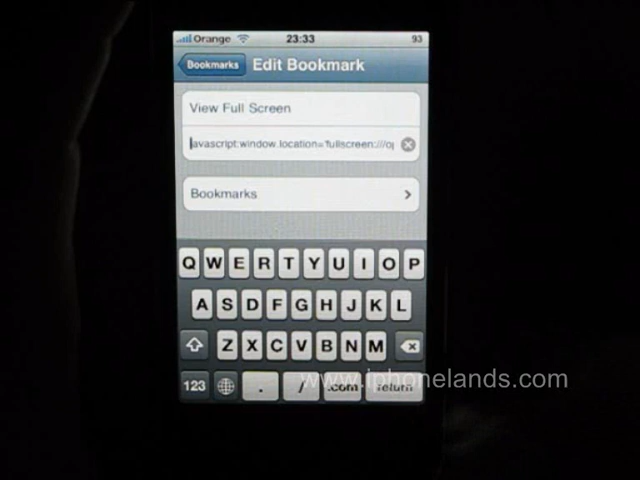 Orange 23:33 93
Bookmarks Edit Bookmark
View Full Screen
javascript:window.location='fullscreen:///op
Bookmarks
Q W E R T Y U I O P
A S D F G H J K L
Z X C V B N M
123 . / .com return
www.iphonelands.com